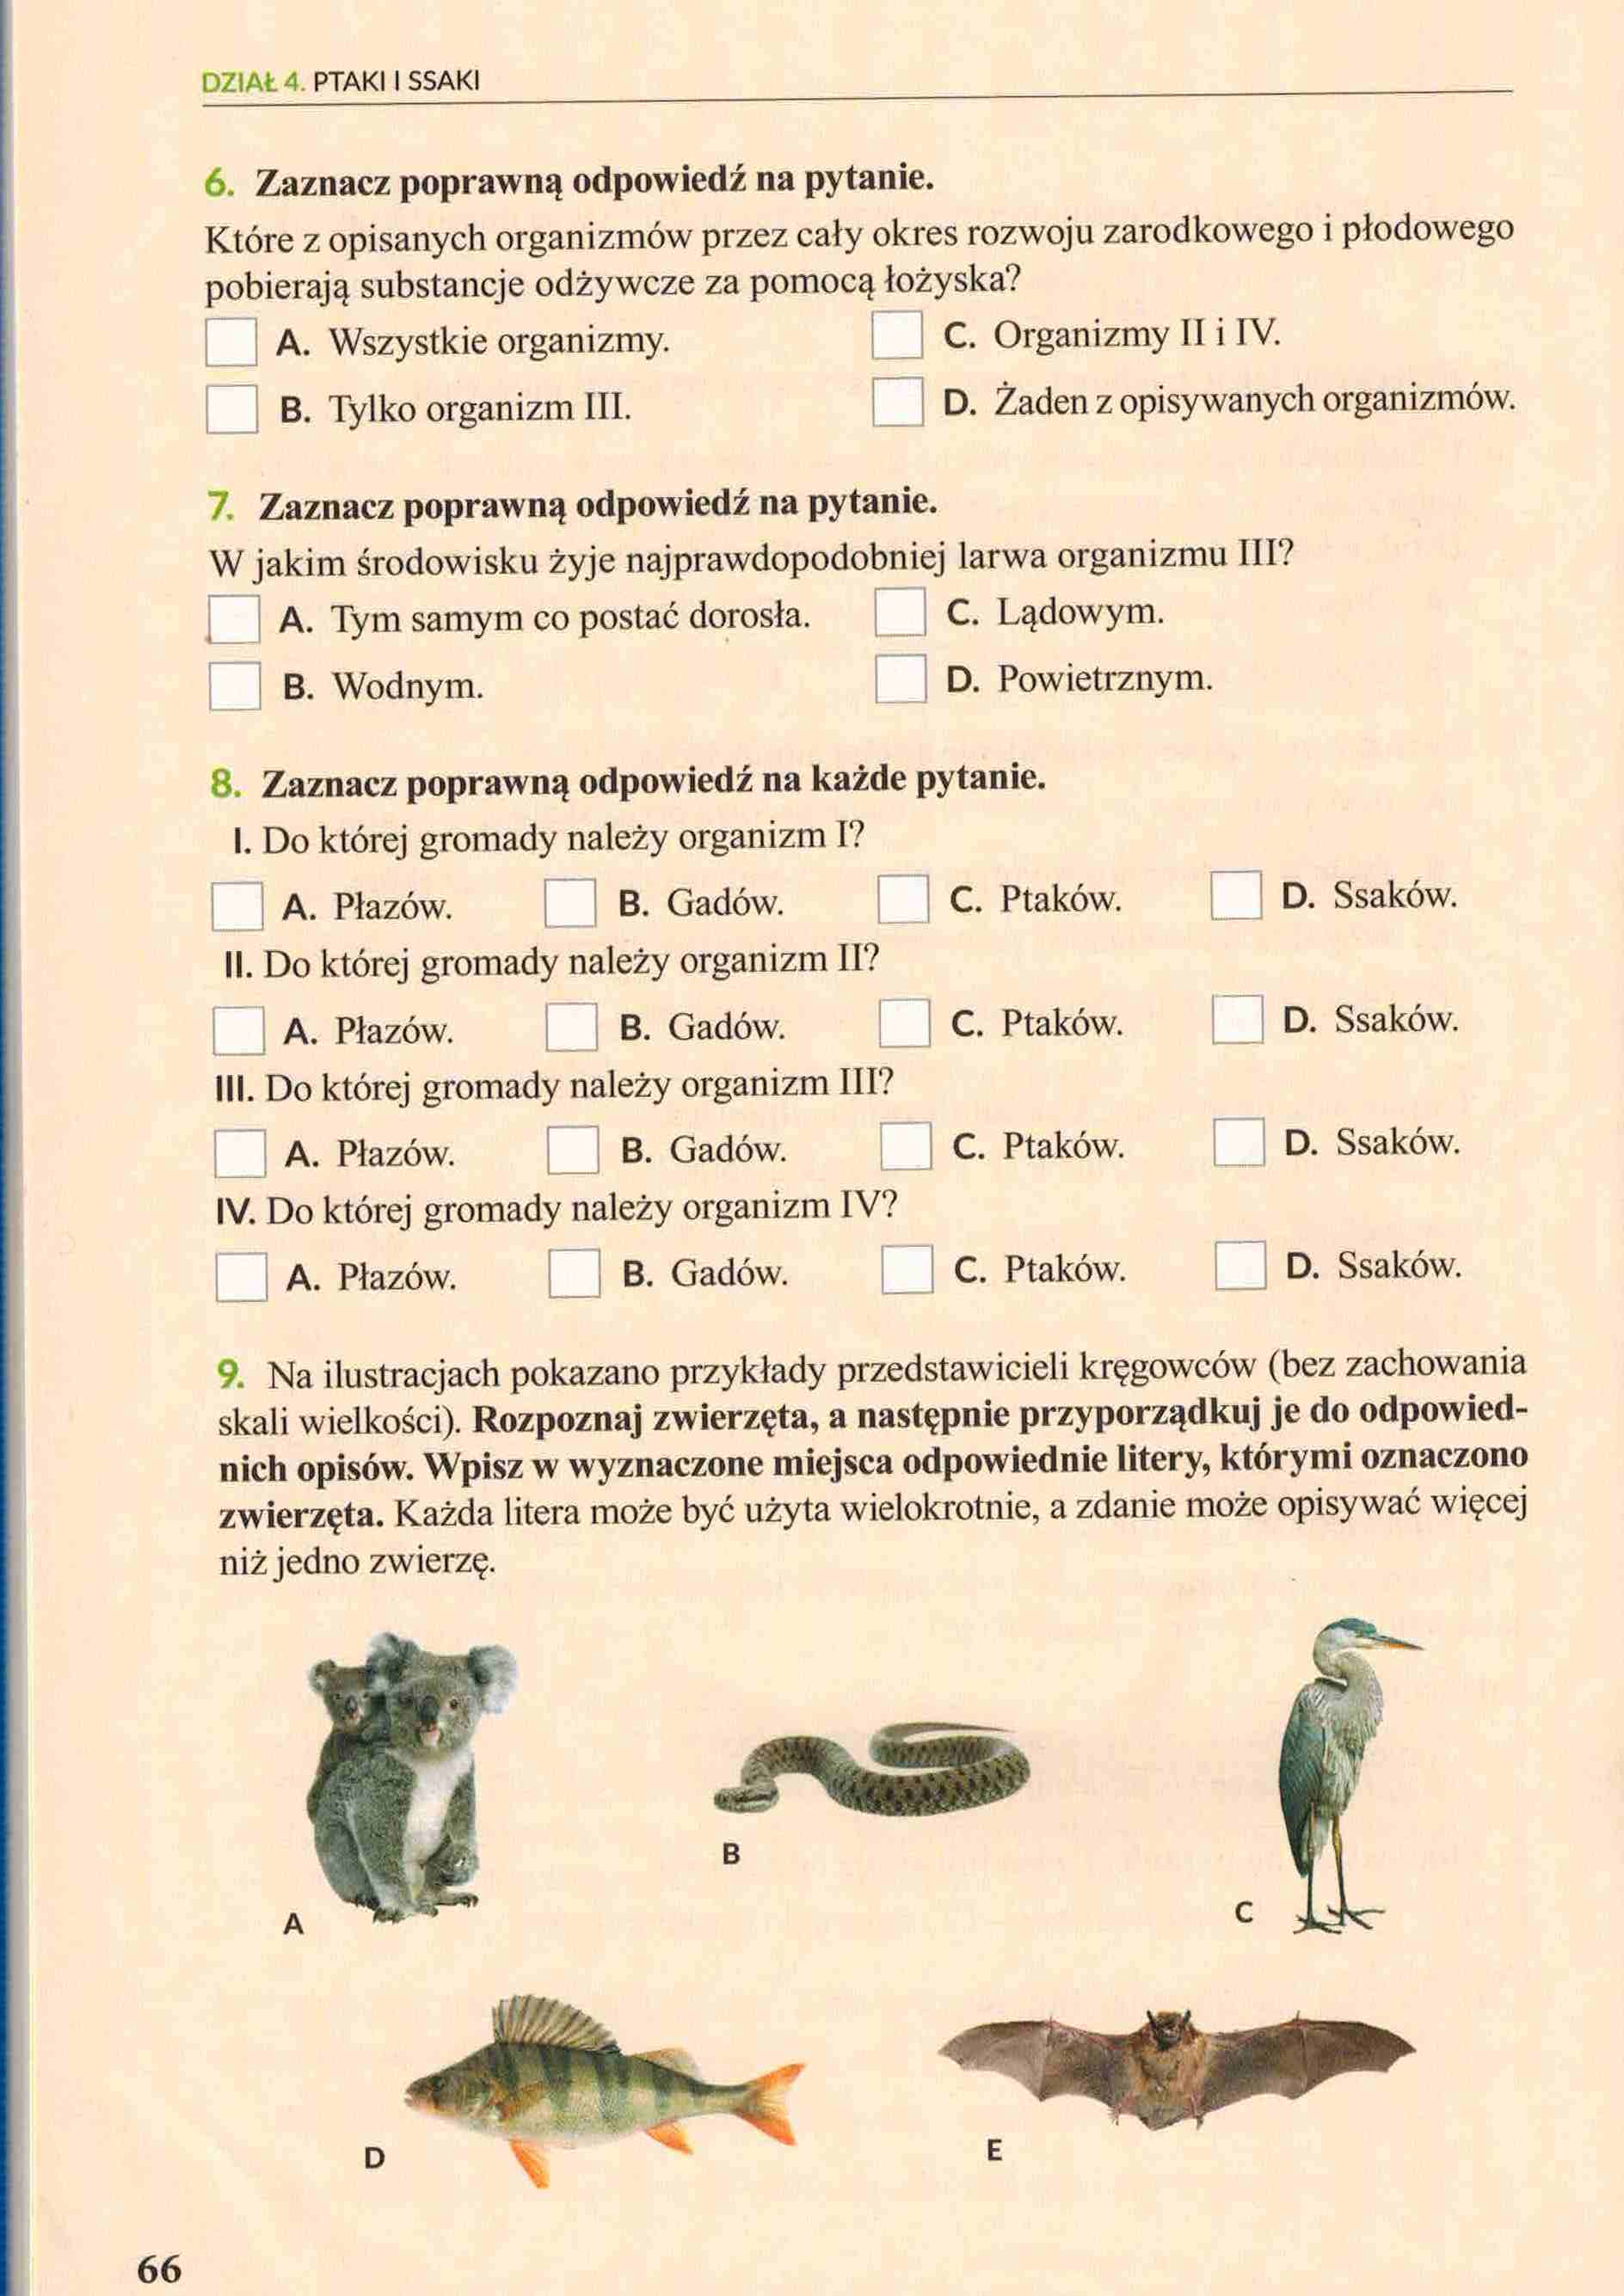 DZIAŁ 4. PTAKI I SSAKI
6. Zaznacz poprawną odpowiedź na pytanie.
Które z opisanych organizmów przez cały okres rozwoju zarodkowego i płodowego
pobierają substancje odżywcze za pomocą łożyska?
A. Wszystkie organizmy.
C. Organizmy II i IV.
B. Tylko organizm III.
D. Żaden z opisywanych organizmów.
7. Zaznacz poprawną odpowiedź na pytanie.
W jakim środowisku żyje najprawdopodobniej larwa organizmu III?
A. Tym samym co postać dorosła.
C. Lądowym.
B. Wodnym.
D. Powietrznym.
8. Zaznacz poprawną odpowiedź na każde pytanie.
I. Do której gromady należy organizm I?
A. Płazów. B. Gadów. C. Ptaków. D. Ssaków.
II. Do której gromady należy organizm II?
A. Płazów. B. Gadów. C. Ptaków. D. Ssaków.
III. Do której gromady należy organizm III?
A. Płazów. B. Gadów. C. Ptaków. D. Ssaków.
IV. Do której gromady należy organizm IV?
A. Płazów. B. Gadów. C. Ptaków. D. Ssaków.
9. Na ilustracjach pokazano przykłady przedstawicieli kręgowców (bez zachowania
skali wielkości). Rozpoznaj zwierzęta, a następnie przyporządkuj je do odpowied-
nich opisów. Wpisz w wyznaczone miejsca odpowiednie litery, którymi oznaczono
zwierzęta. Każda litera może być użyta wielokrotnie, a zdanie może opisywać więcej
niż jedno zwierzę.
A
B
C
D
E
66